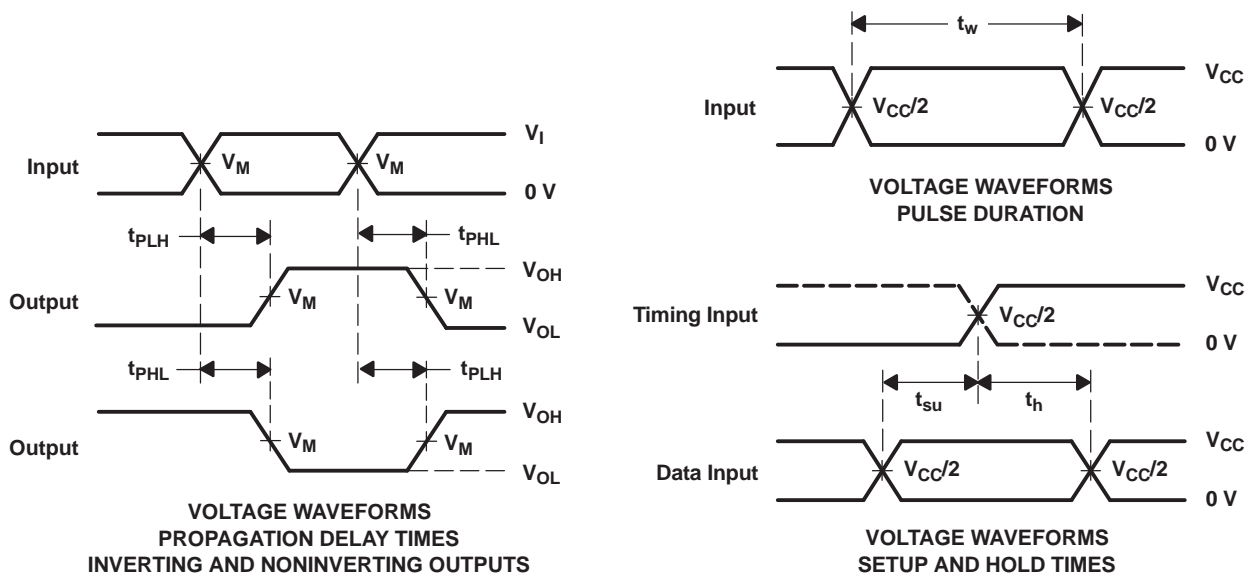 Input
V_M
V_M
V_I
0 V
t_PLH
t_PHL
Output
V_M
V_M
V_OH
V_OL
t_PHL
t_PLH
Output
V_M
V_M
V_OH
V_OL
VOLTAGE WAVEFORMS
PROPAGATION DELAY TIMES
INVERTING AND NONINVERTING OUTPUTS
t_w
Input
V_CC/2
V_CC/2
V_CC
0 V
VOLTAGE WAVEFORMS
PULSE DURATION
Timing Input
V_CC/2
V_CC
0 V
t_su
t_h
Data Input
V_CC/2
V_CC/2
V_CC
0 V
VOLTAGE WAVEFORMS
SETUP AND HOLD TIMES